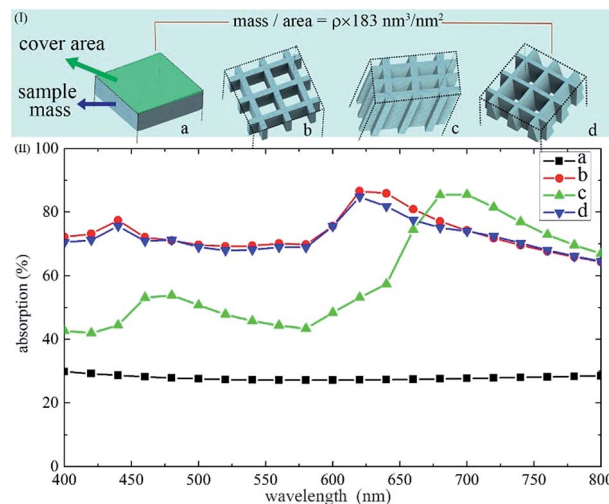 (I)
mass / area = ρ×183 nm³/nm²
cover area
sample
mass
a
b
c
d
(II)
100
80
60
40
20
0
absorption (%)
a
b
c
d
400 450 500 550 600 650 700 750 800
wavelength (nm)